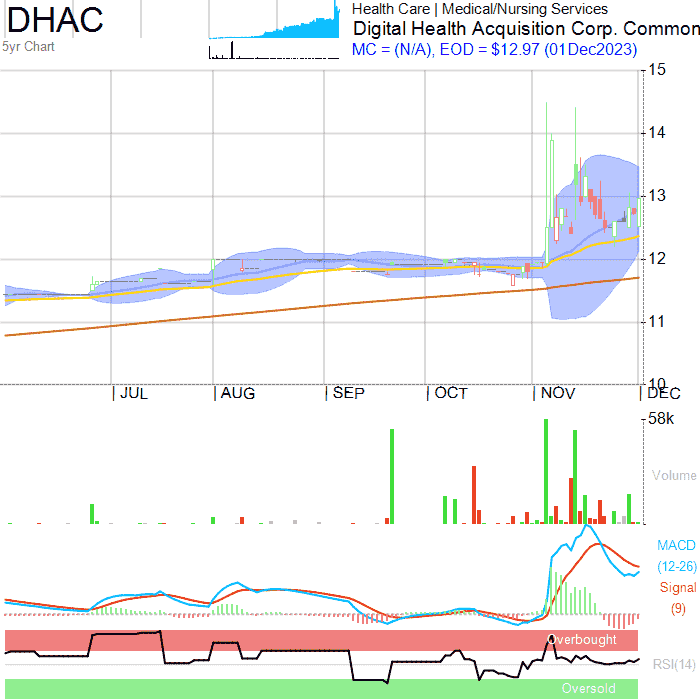 DHAC
5yr Chart
Health Care | Medical/Nursing Services
Digital Health Acquisition Corp. Common
MC = (N/A), EOD = $12.97 (01Dec2023)
15
14
13
12
11
10
JUL
AUG
SEP
OCT
NOV
DEC
58k
Volume
MACD
(12-26)
Signal
(9)
Overbought
RSI(14)
Oversold